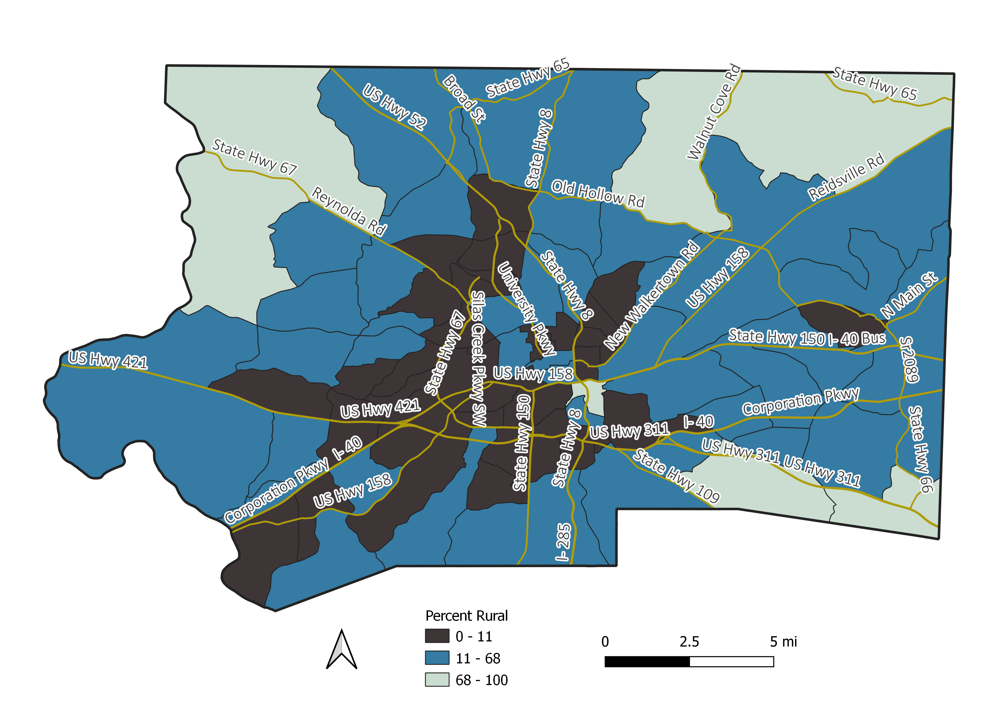 State Hwy 65
Broad St
State Hwy 65
US Hwy 52
Walnut Cove Rd
State Hwy 8
State Hwy 67
Reynolda Rd
Old Hollow Rd
Reidsville Rd
State Hwy 8
New Walkertown Rd
US Hwy 158
University Pkwy
N Main St
Silas Creek Pkwy SW
State Hwy 67
State Hwy 150 I- 40 Bus
Sr2089
US Hwy 421
US Hwy 158
US Hwy 421
State Hwy 150
Corporation Pkwy
State Hwy 8
I- 40
US Hwy 311
State Hwy 66
Corporation Pkwy I- 40
US Hwy 311 US Hwy 311
State Hwy 109
US Hwy 158
I- 285
Percent Rural
0 - 11
11 - 68
68 - 100
0 2.5 5 mi